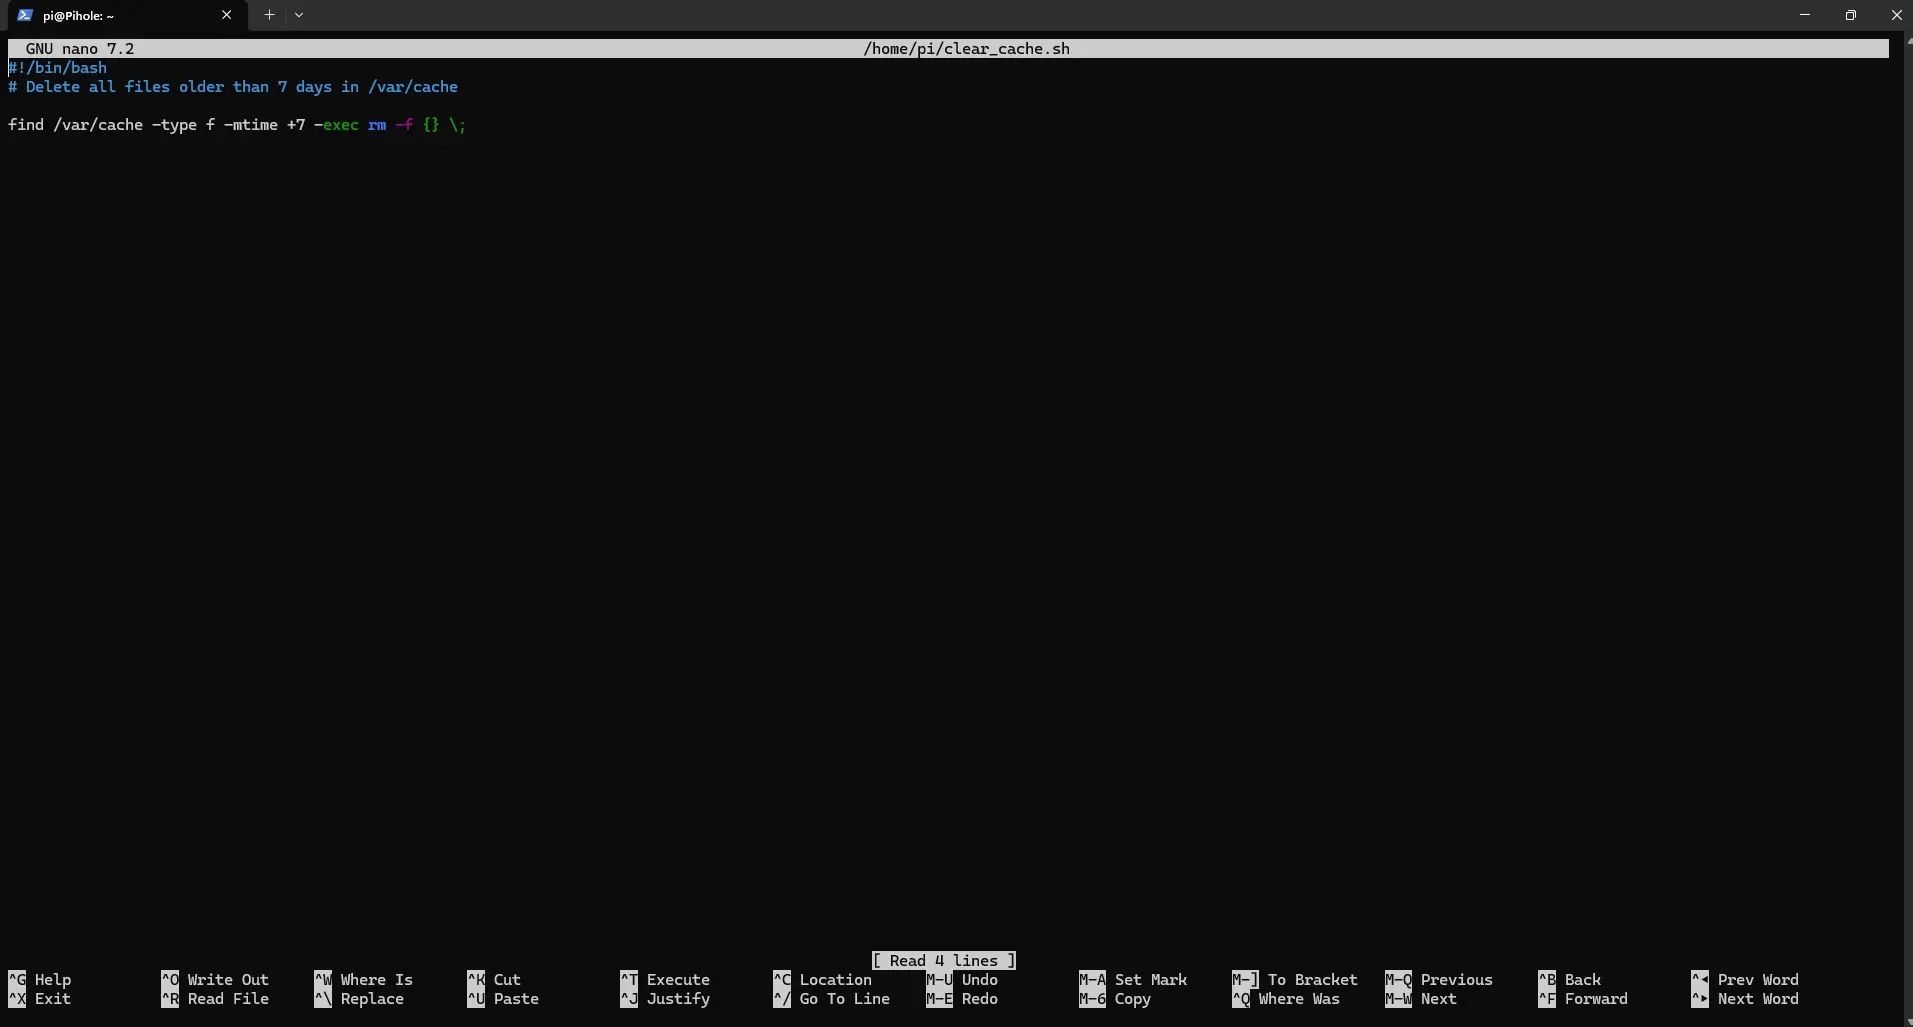 pi@Pihole: ~
GNU nano 7.2 /home/pi/clear_cache.sh
#!/bin/bash
# Delete all files older than 7 days in /var/cache
find /var/cache -type f -mtime +7 -exec rm -f {} \;
[ Read 4 lines ]
^G Help ^O Write Out ^W Where Is ^K Cut ^T Execute ^C Location M-U Undo M-A Set Mark M-] To Bracket M-Q Previous ^B Back ^◂ Prev Word
^X Exit ^R Read File ^\ Replace ^U Paste ^J Justify ^/ Go To Line M-E Redo M-6 Copy ^Q Where Was M-W Next ^F Forward ^▸ Next Word